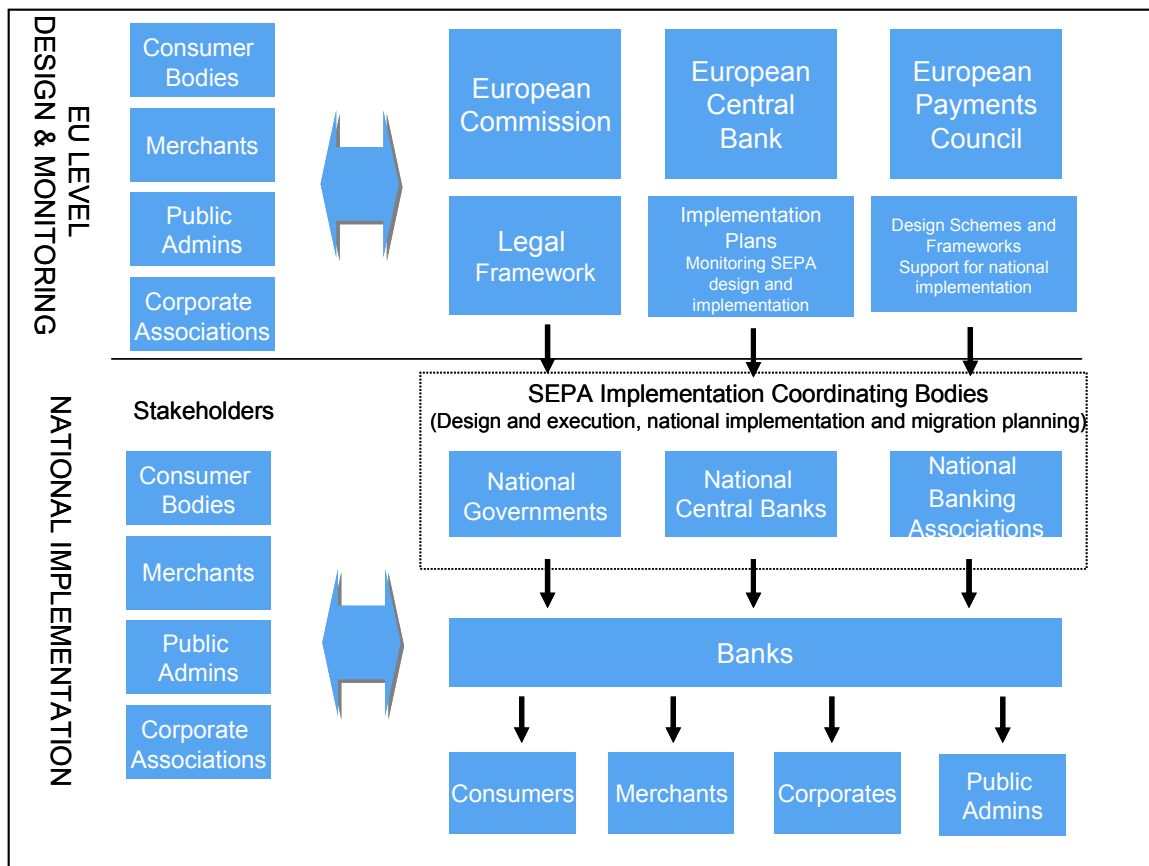 EU LEVEL
DESIGN & MONITORING
Consumer
Bodies
Merchants
Public
Admins
Corporate
Associations
European
Commission
European
Central
Bank
European
Payments
Council
Legal
Framework
Implementation
Plans
Monitoring SEPA
design and
implementation
Design Schemes and
Frameworks
Support for national
implementation
NATIONAL IMPLEMENTATION
Stakeholders
Consumer
Bodies
Merchants
Public
Admins
Corporate
Associations
SEPA Implementation Coordinating Bodies
(Design and execution, national implementation and migration planning)
National
Governments
National
Central Banks
National
Banking
Associations
Banks
Consumers
Merchants
Corporates
Public
Admins